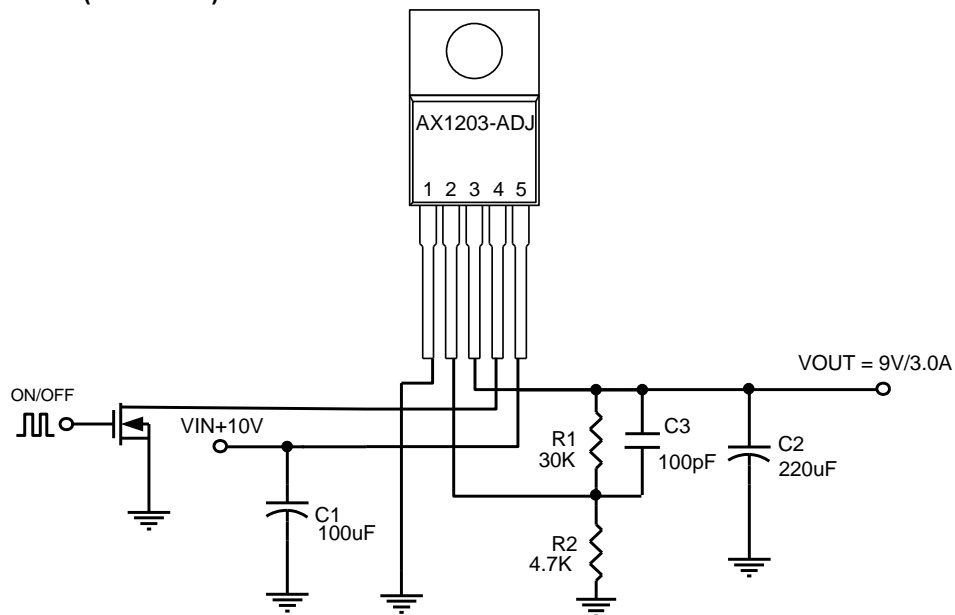 AX1203-ADJ
1 2 3 4 5
VOUT = 9V/3.0A
ON/OFF
VIN+10V
R1
30K
C3
100pF
C2
220uF
C1
100uF
R2
4.7K